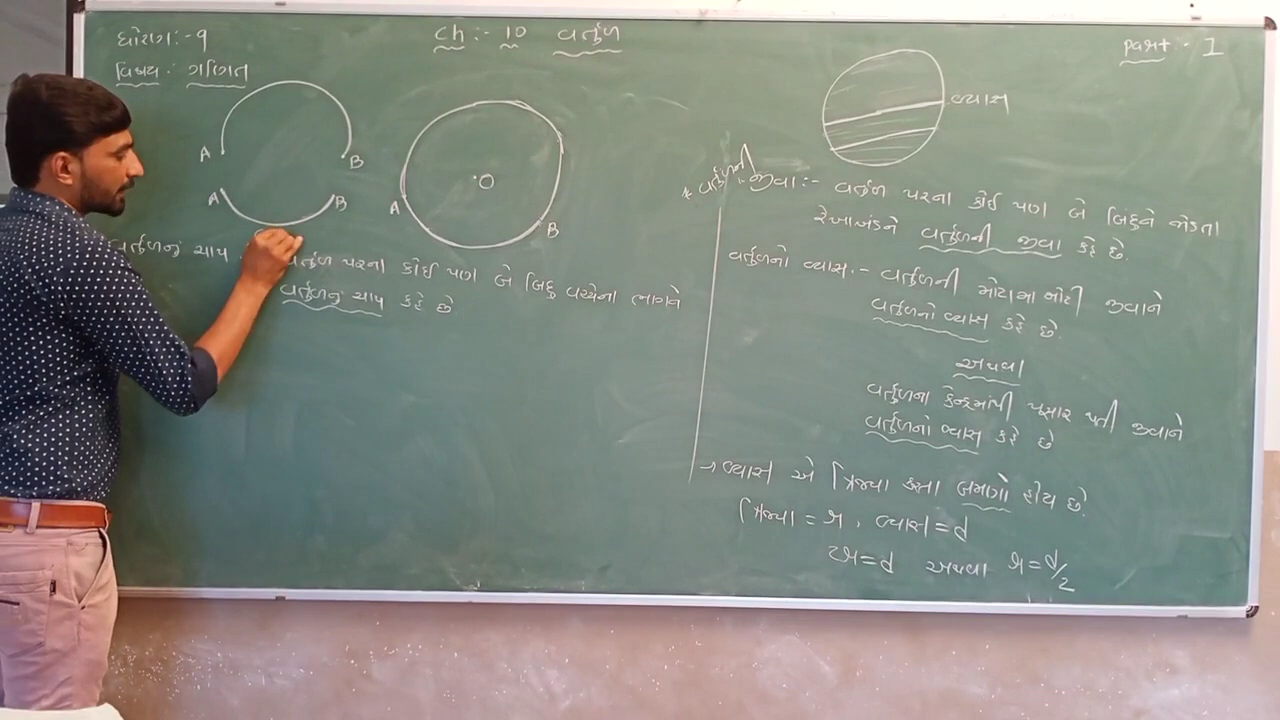 ધોરણ:- ૧
વિષય : ગણિત
Ch :- 10 વર્તુળ
Part - I
A B
A B
A O B
વર્તુળનું ચાપ વર્તુળ પરના કોઈ પણ બે બિંદુ વચ્ચેના ભાગને
વર્તુળનું ચાપ કહે છે
વ્યાસ
* વર્તુળની જીવા :- વર્તુળ પરના કોઈ પણ બે બિંદુને જોડતા
રેખાખંડને વર્તુળની જીવા કહે છે.
વર્તુળનો વ્યાસ :- વર્તુળની મોટામાં મોટી જીવાને
વર્તુળનો વ્યાસ કહે છે.
અથવા
વર્તુળના કેન્દ્રમાંથી પસાર થતી જીવાને
વર્તુળનો વ્યાસ કહે છે
→ વ્યાસ એ ત્રિજ્યા કરતા બમણો હોય છે.
ત્રિજ્યા = r, વ્યાસ = d
2r = d અથવા r = d/2